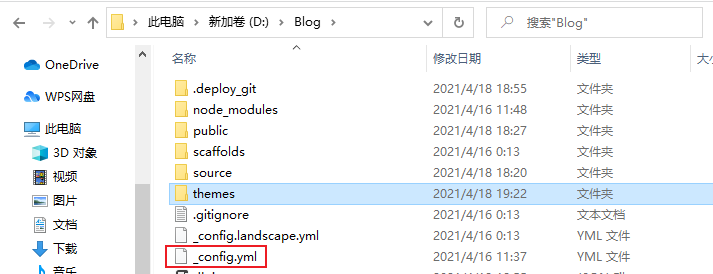 此电脑 › 新加卷 (D:) › Blog ›
搜索"Blog"
名称 修改日期 类型 大小
OneDrive
WPS网盘
此电脑
3D 对象
视频
图片
文档
下载
音乐
.deploy_git 2021/4/18 18:55 文件夹
node_modules 2021/4/16 11:48 文件夹
public 2021/4/18 18:27 文件夹
scaffolds 2021/4/16 0:13 文件夹
source 2021/4/18 18:20 文件夹
themes 2021/4/18 19:22 文件夹
.gitignore 2021/4/16 0:13 文本文档
_config.landscape.yml 2021/4/16 0:13 YML 文件
_config.yml 2021/4/16 11:37 YML 文件